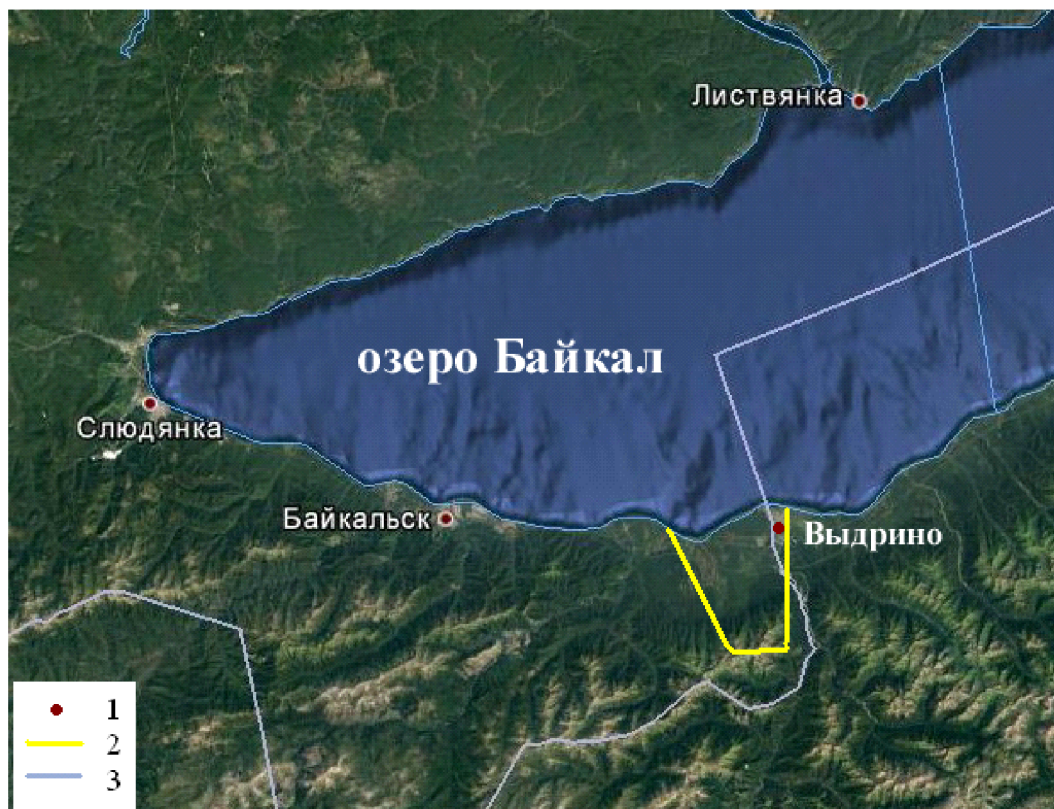 Листвянка
озеро Байкал
Слюдянка
Байкальск
Выдрино
1
2
3